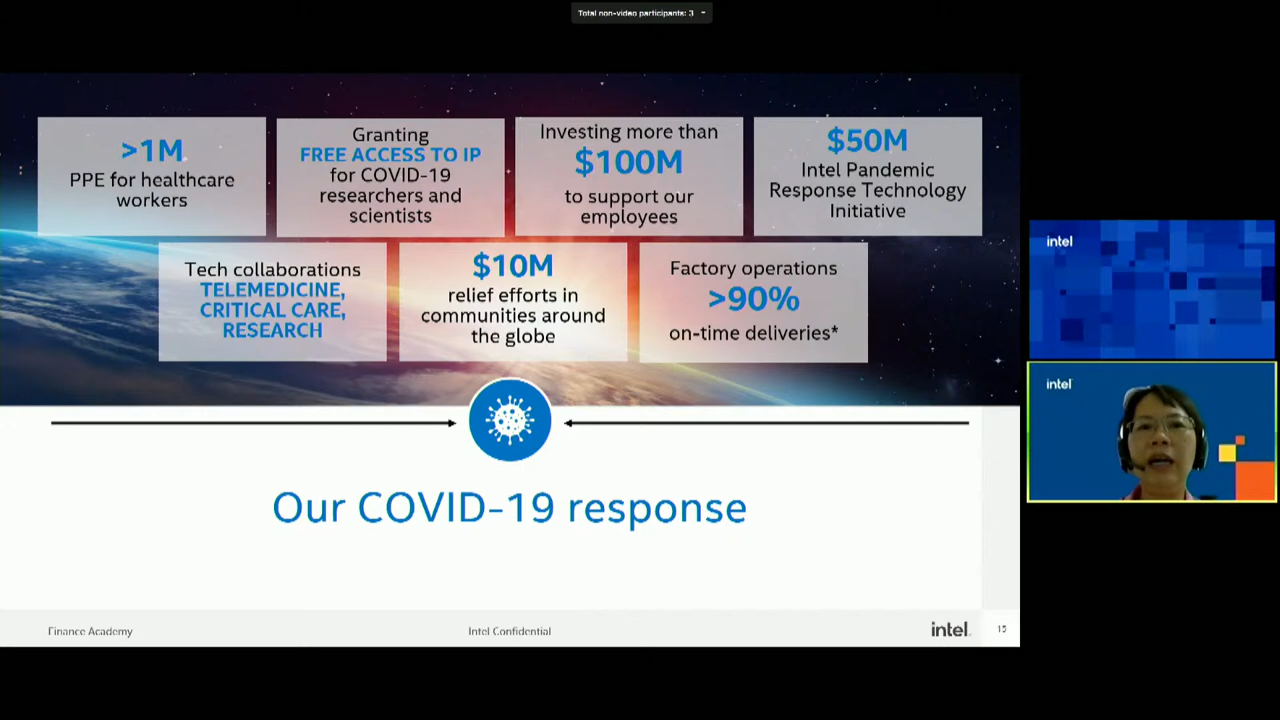 Total non-video participants: 3
>1M
PPE for healthcare
workers
Granting
FREE ACCESS TO IP
for COVID-19
researchers and
scientists
Investing more than
$100M
to support our
employees
$50M
Intel Pandemic
Response Technology
Initiative
Tech collaborations
TELEMEDICINE,
CRITICAL CARE,
RESEARCH
$10M
relief efforts in
communities around
the globe
Factory operations
>90%
on-time deliveries*
Our COVID-19 response
Finance Academy
Intel Confidential
intel.
15
intel
intel